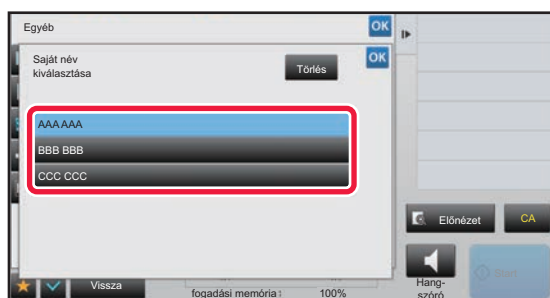 Egyéb
OK
Saját név
kiválasztása
Törlés
OK
AAA AAA
BBB BBB
CCC CCC
Előnézet
CA
Vissza
fogadási memória:
100%
Hang-
szóró
Start